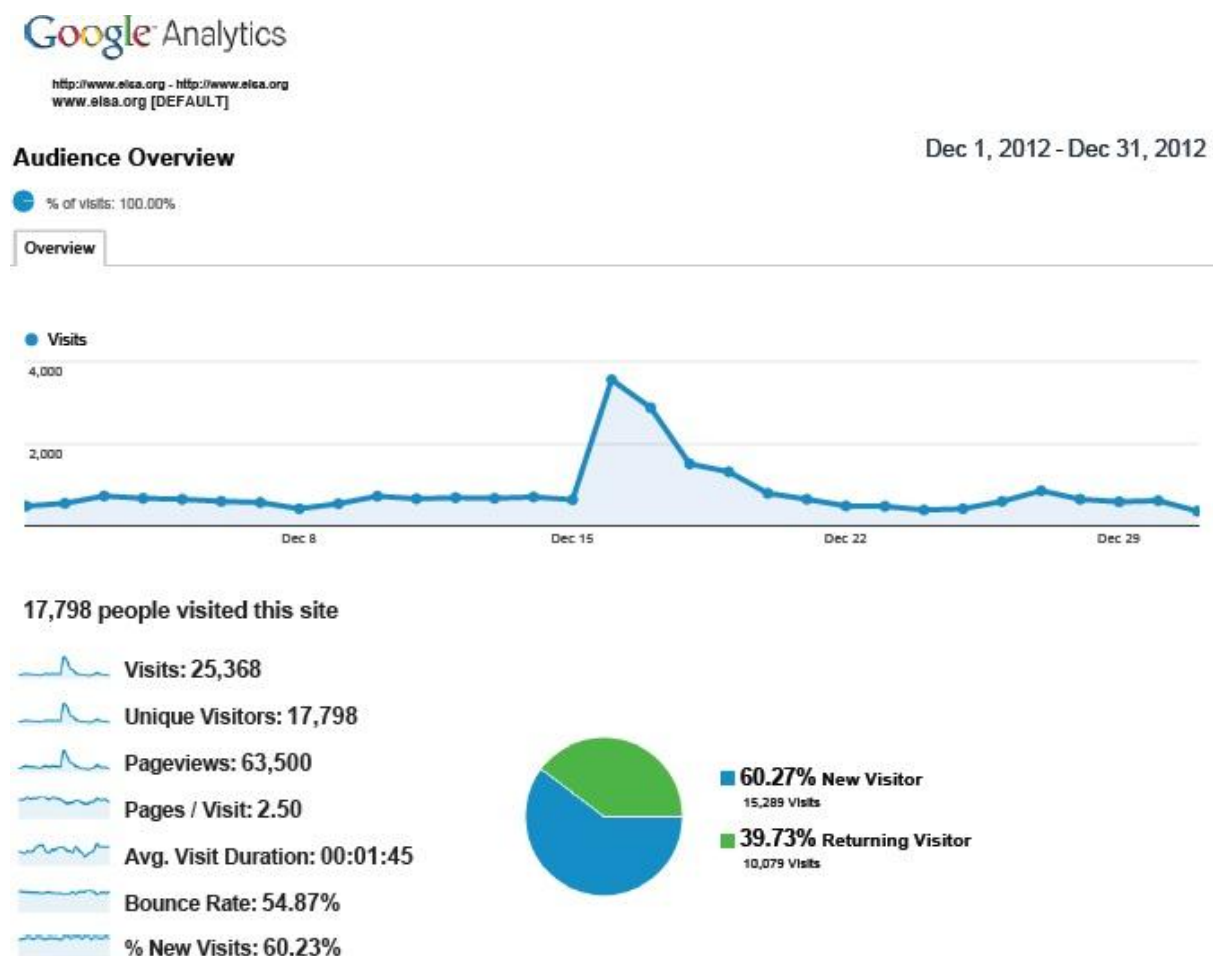 Google Analytics
http://www.elsa.org - http://www.elsa.org
www.elsa.org [DEFAULT]
Audience Overview
Dec 1, 2012 - Dec 31, 2012
% of visits: 100.00%
Overview
Visits
4,000
2,000
Dec 8
Dec 15
Dec 22
Dec 29
17,798 people visited this site
Visits: 25,368
Unique Visitors: 17,798
Pageviews: 63,500
Pages / Visit: 2.50
Avg. Visit Duration: 00:01:45
Bounce Rate: 54.87%
% New Visits: 60.23%
60.27% New Visitor
15,289 Visits
39.73% Returning Visitor
10,079 Visits